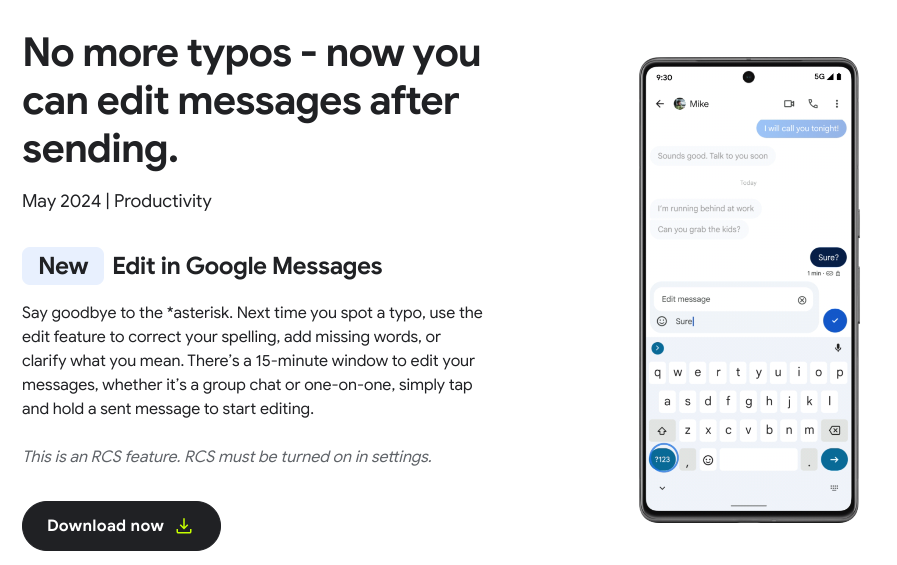 No more typos - now you
can edit messages after
sending.
May 2024 | Productivity
New Edit in Google Messages
Say goodbye to the *asterisk. Next time you spot a typo, use the
edit feature to correct your spelling, add missing words, or
clarify what you mean. There’s a 15-minute window to edit your
messages, whether it’s a group chat or one-on-one, simply tap
and hold a sent message to start editing.
This is an RCS feature. RCS must be turned on in settings.
Download now
9:30 5G
Mike
I will call you tonight!
Sounds good. Talk to you soon
Today
I'm running behind at work
Can you grab the kids?
Sure?
1 min ·
Edit message
Sure
q w e r t y u i o p
a s d f g h j k l
z x c v b n m
?123 , .